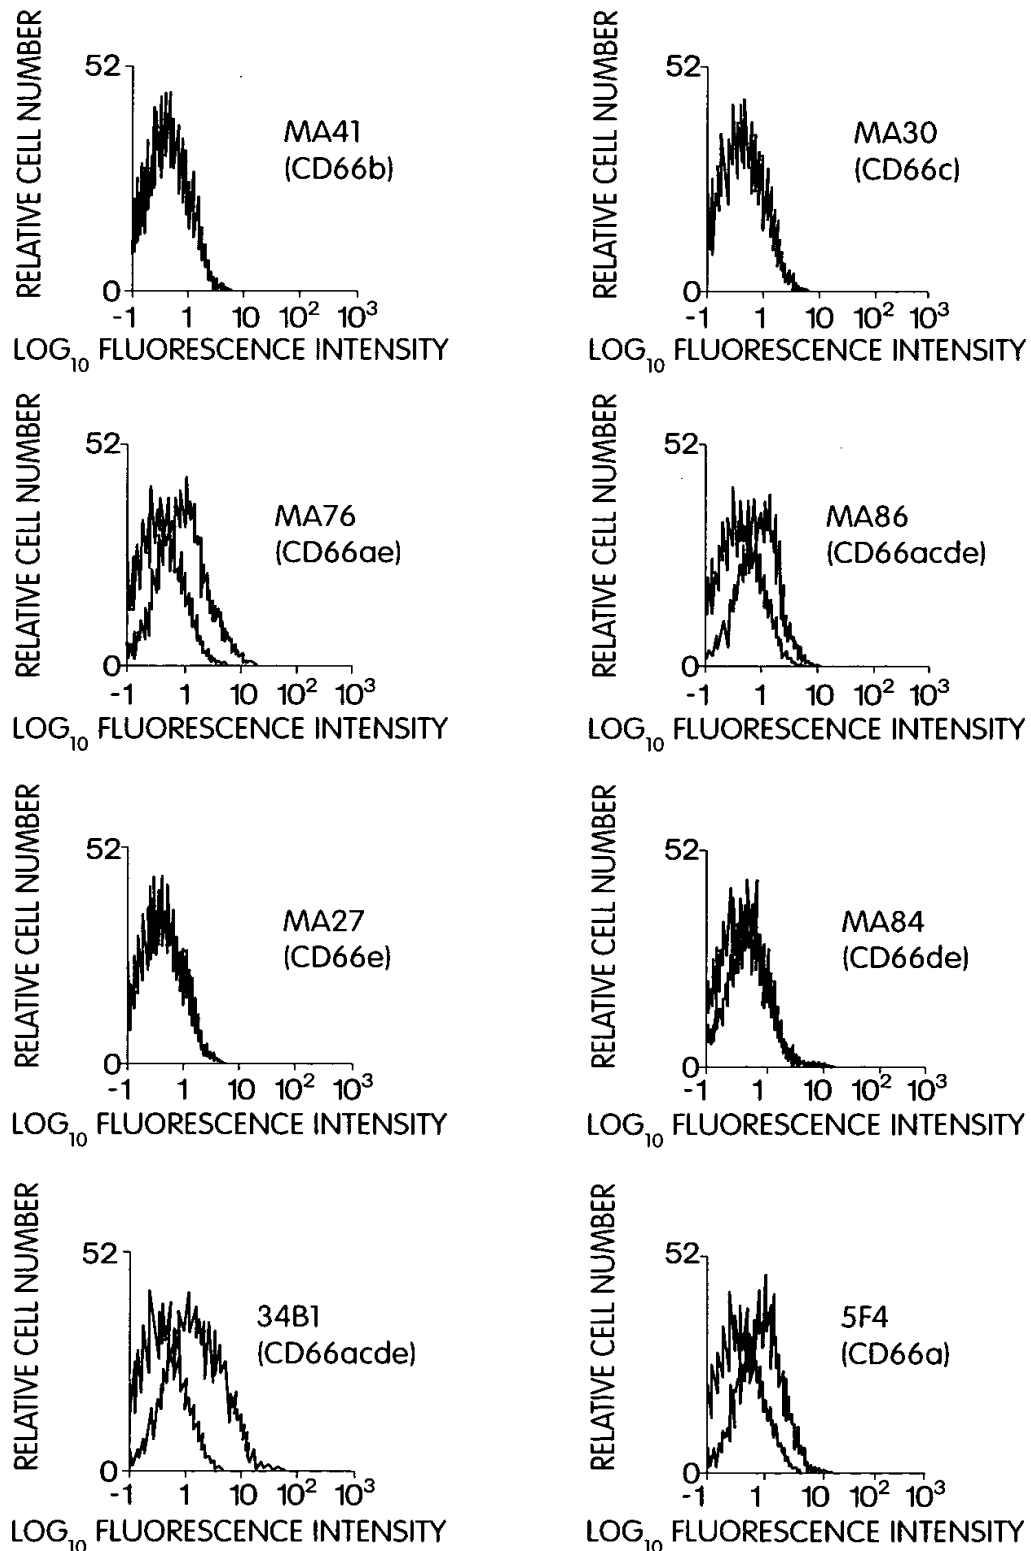 RELATIVE CELL NUMBER
52
0
-1 1 10 10² 10³
LOG₁₀ FLUORESCENCE INTENSITY
MA41
(CD66b)
RELATIVE CELL NUMBER
52
0
-1 1 10 10² 10³
LOG₁₀ FLUORESCENCE INTENSITY
MA30
(CD66c)
RELATIVE CELL NUMBER
52
0
-1 1 10 10² 10³
LOG₁₀ FLUORESCENCE INTENSITY
MA76
(CD66ae)
RELATIVE CELL NUMBER
52
0
-1 1 10 10² 10³
LOG₁₀ FLUORESCENCE INTENSITY
MA86
(CD66acde)
RELATIVE CELL NUMBER
52
0
-1 1 10 10² 10³
LOG₁₀ FLUORESCENCE INTENSITY
MA27
(CD66e)
RELATIVE CELL NUMBER
52
0
-1 1 10 10² 10³
LOG₁₀ FLUORESCENCE INTENSITY
MA84
(CD66de)
RELATIVE CELL NUMBER
52
0
-1 1 10 10² 10³
LOG₁₀ FLUORESCENCE INTENSITY
34B1
(CD66acde)
RELATIVE CELL NUMBER
52
0
-1 1 10 10² 10³
LOG₁₀ FLUORESCENCE INTENSITY
5F4
(CD66a)